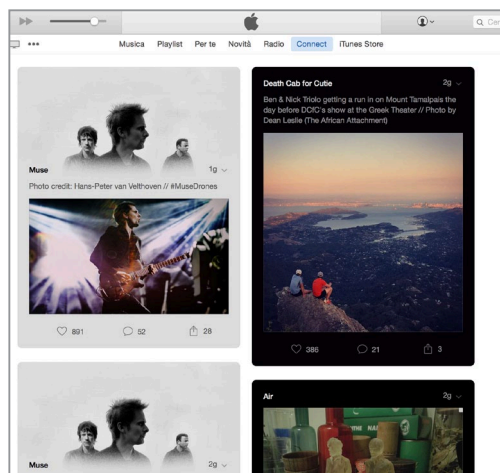 Musica Playlist Per te Novità Radio Connect iTunes Store
Muse
1g
Photo credit: Hans-Peter van Velthoven // #MuseDrones
891 52 28
Muse
2g
Death Cab for Cutie
2g
Ben & Nick Triolo getting a run in on Mount Tamalpais the
day before DCfC's show at the Greek Theater // Photo by
Dean Leslie (The African Attachment)
386 21 3
Air
2g